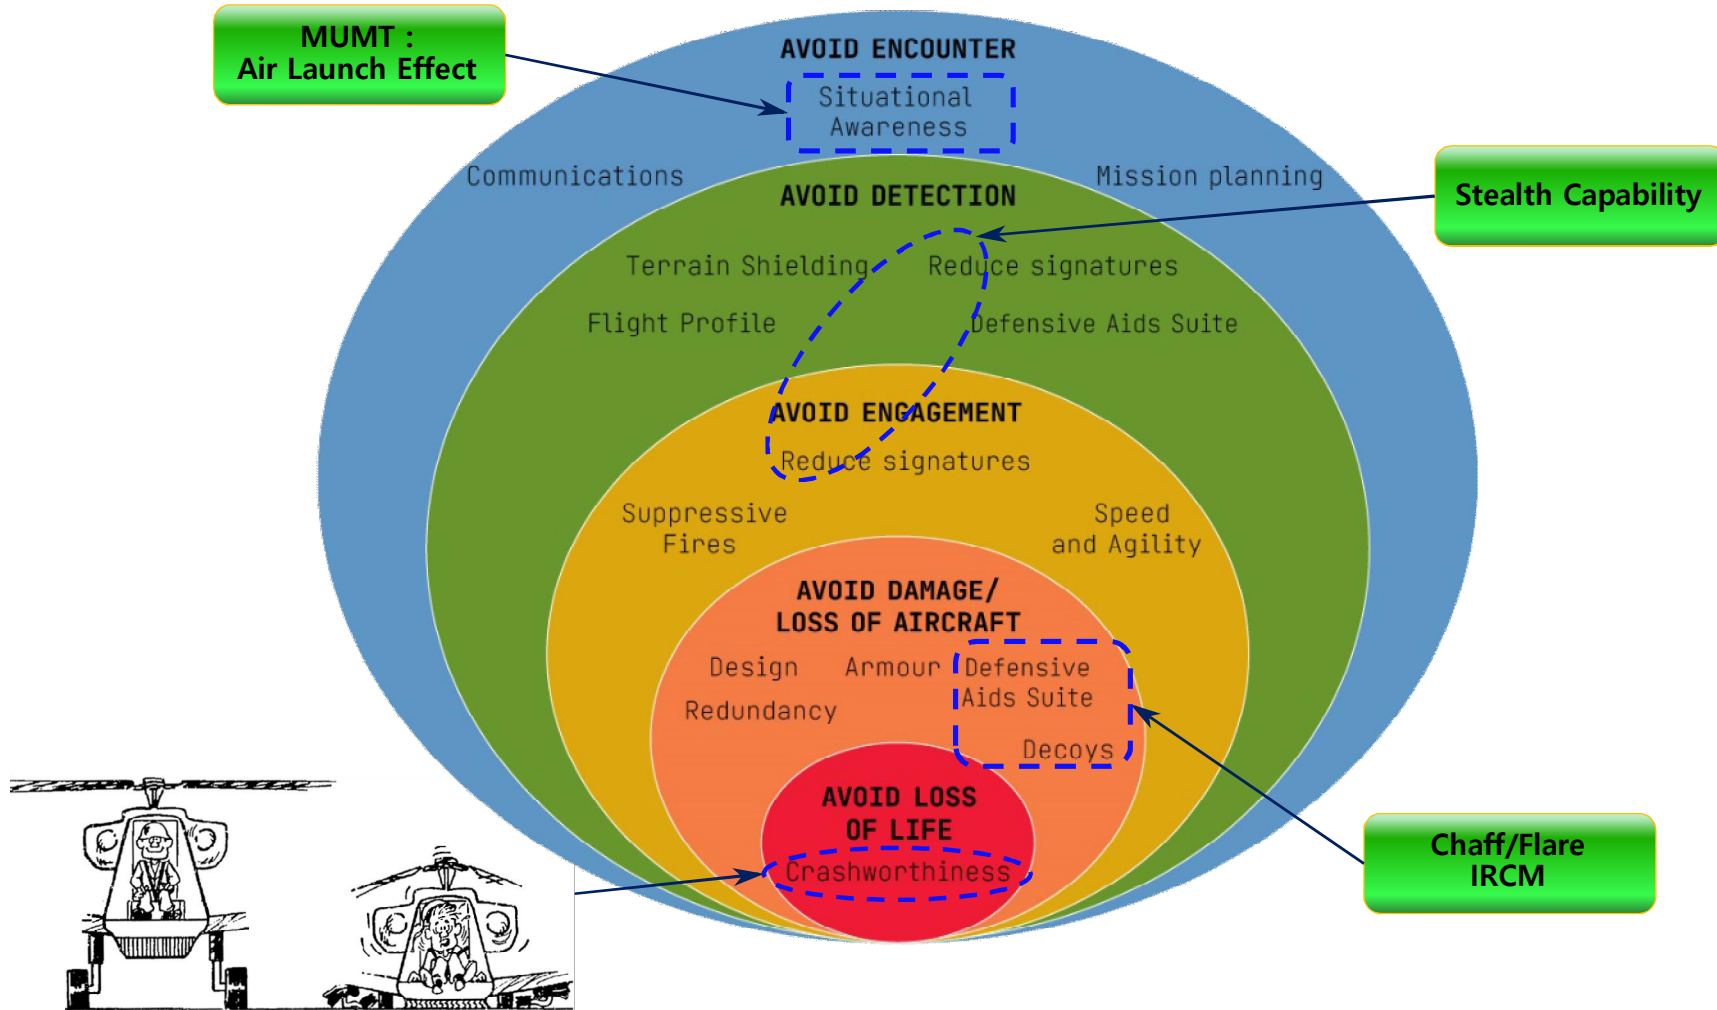 MUMT :
Air Launch Effect
AVOID ENCOUNTER
Situational
Awareness
Communications
Mission planning
Stealth Capability
AVOID DETECTION
Terrain Shielding
Reduce signatures
Flight Profile
Defensive Aids Suite
AVOID ENGAGEMENT
Reduce signatures
Suppressive
Fires
Speed
and Agility
AVOID DAMAGE/
LOSS OF AIRCRAFT
Design
Armour
Defensive
Aids Suite
Redundancy
Decoys
AVOID LOSS
OF LIFE
Crashworthiness
Chaff/Flare
IRCM